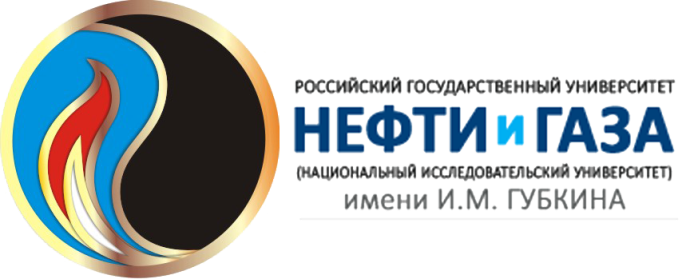 РОССИЙСКИЙ ГОСУДАРСТВЕННЫЙ УНИВЕРСИТЕТ
НЕФТИ и ГАЗА
(НАЦИОНАЛЬНЫЙ ИССЛЕДОВАТЕЛЬСКИЙ УНИВЕРСИТЕТ)
имени И.М. ГУБКИНА